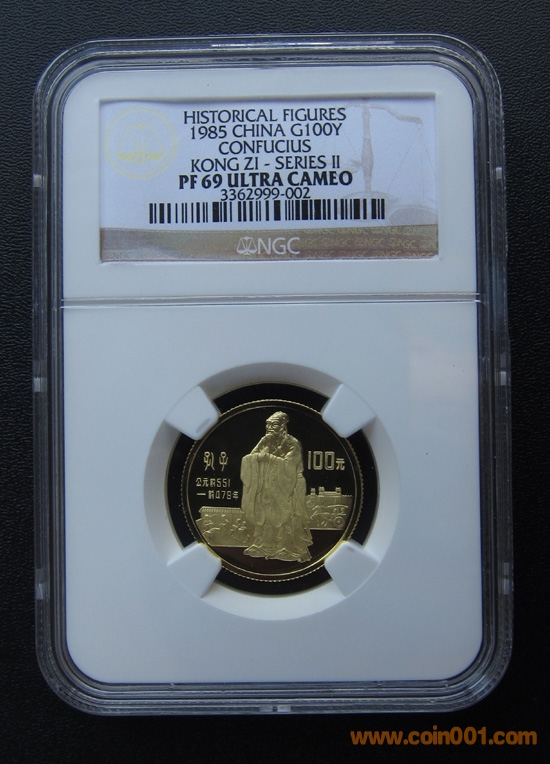 HISTORICAL FIGURES
1985 CHINA G100Y
CONFUCIUS
KONG ZI - SERIES II
PF 69 ULTRA CAMEO
3362999-002
NGC
孔子
100元
公元前551
—前479年
www.coin001.com